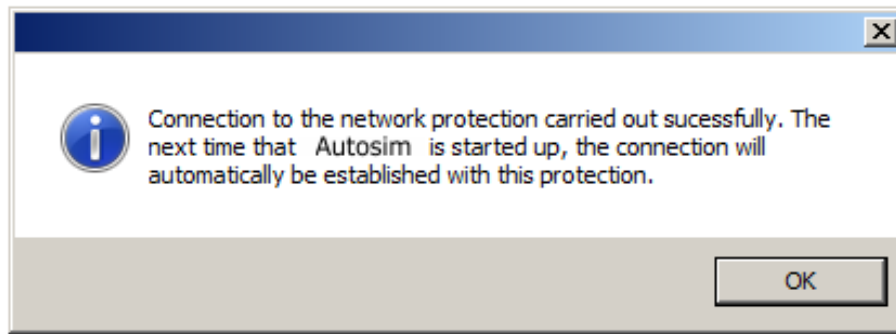 Connection to the network protection carried out sucessfully. The
next time that Autosim is started up, the connection will
automatically be established with this protection.
OK